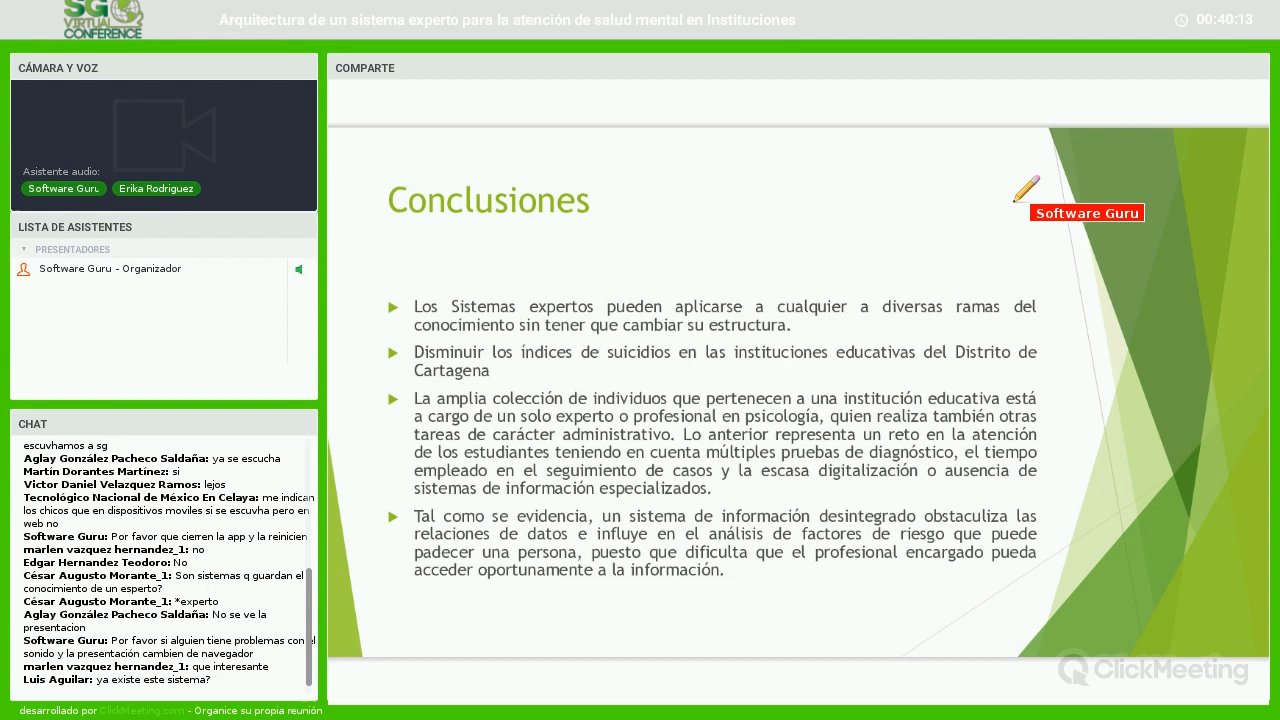 SG
VIRTUAL
CONFERENCE
Arquitectura de un sistema experto para la atención de salud mental en Instituciones
00:40:13
CÁMARA Y VOZ
Asistente audio:
Software Guru
Erika Rodriguez
LISTA DE ASISTENTES
PRESENTADORES
Software Guru - Organizador
CHAT
escuvhamos a sg
Aglay González Pacheco Saldaña: ya se escucha
Martín Dorantes Martínez: si
Victor Daniel Velazquez Ramos: lejos
Tecnológico Nacional de México En Celaya: me indican
los chicos que en dispositivos moviles si se escuvha pero en
web no
Software Guru: Por favor que cierren la app y la reinicien
marlen vazquez hernandez_1: no
Edgar Hernandez Teodoro: No
César Augusto Morante_1: Son sistemas q guardan el
conocimiento de un esperto?
César Augusto Morante_1: *experto
Aglay González Pacheco Saldaña: No se ve la
presentacion
Software Guru: Por favor si alguien tiene problemas con el
sonido y la presentación cambien de navegador
marlen vazquez hernandez_1: que interesante
Luis Aguilar: ya existe este sistema?
desarrollado por ClickMeeting.com - Organice su propia reunión
COMPARTE
Conclusiones
Software Guru
Los Sistemas expertos pueden aplicarse a cualquier a diversas ramas del
conocimiento sin tener que cambiar su estructura.
Disminuir los índices de suicidios en las instituciones educativas del Distrito de
Cartagena
La amplia colección de individuos que pertenecen a una institución educativa está
a cargo de un solo experto o profesional en psicología, quien realiza también otras
tareas de carácter administrativo. Lo anterior representa un reto en la atención
de los estudiantes teniendo en cuenta múltiples pruebas de diagnóstico, el tiempo
empleado en el seguimiento de casos y la escasa digitalización o ausencia de
sistemas de información especializados.
Tal como se evidencia, un sistema de información desintegrado obstaculiza las
relaciones de datos e influye en el análisis de factores de riesgo que puede
padecer una persona, puesto que dificulta que el profesional encargado pueda
acceder oportunamente a la información.
ClickMeeting